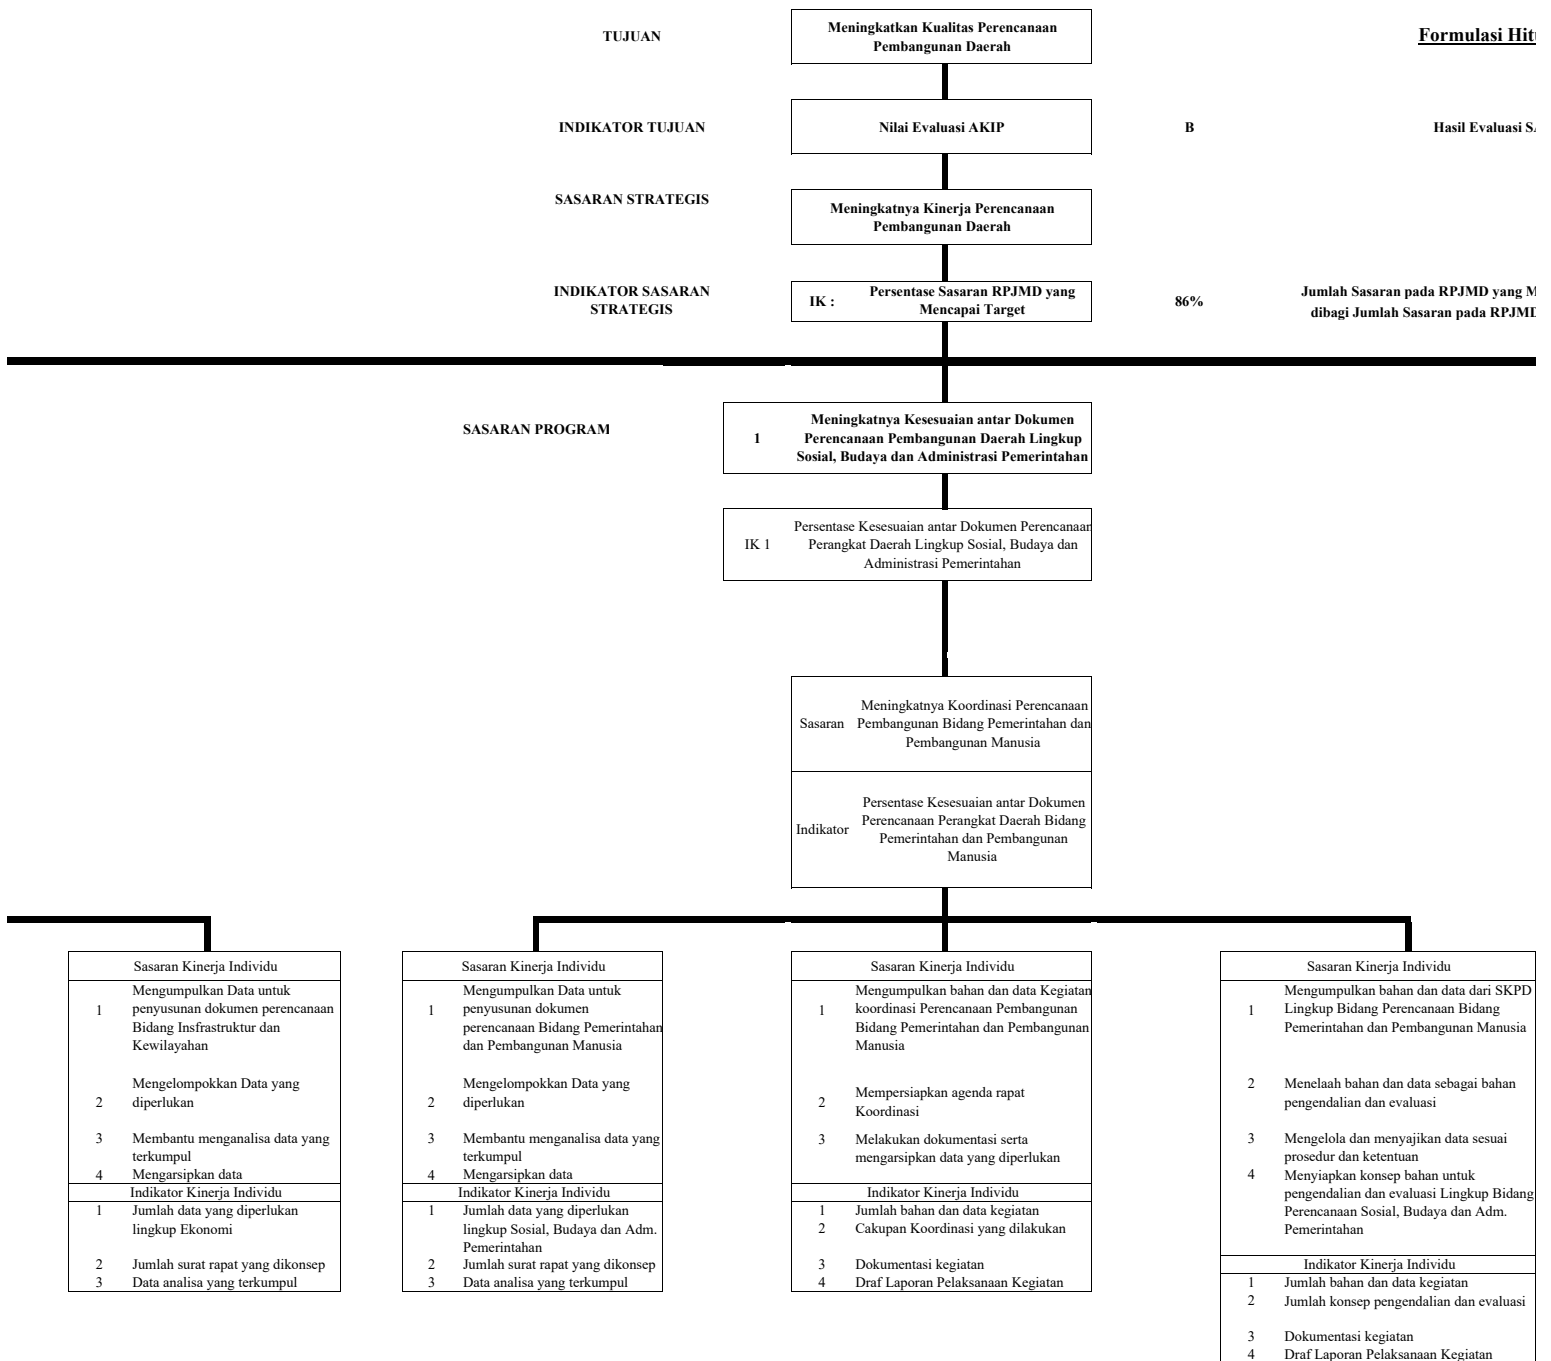 TUJUAN
Meningkatkan Kualitas Perencanaan
Pembangunan Daerah
Formulasi
INDIKATOR TUJUAN
Nilai Evaluasi AKIP
B
Hasil Evaluasi
SASARAN STRATEGIS
Meningkatnya Kinerja Perencanaan
Pembangunan Daerah
INDIKATOR SASARAN
STRATEGIS
IK :
Persentase Sasaran RPJMD yang
Mencapai Target
86%
Jumlah Sasaran pada RPJMD yang M
dibagi Jumlah Sasaran pada RPJMD
SASARAN PROGRAM
1
Meningkatnya Kesesuaian antar Dokumen
Perencanaan Pembangunan Daerah Lingkup
Sosial, Budaya dan Administrasi Pemerintahan
IK 1
Persentase Kesesuaian antar Dokumen Perencanaan
Perangkat Daerah Lingkup Sosial, Budaya dan
Administrasi Pemerintahan
Sasaran
Meningkatnya Koordinasi Perencanaan
Pembangunan Bidang Pemerintahan dan
Pembangunan Manusia
Indikator
Persentase Kesesuaian antar Dokumen
Perencanaan Perangkat Daerah Bidang
Pemerintahan dan Pembangunan
Manusia
Sasaran Kinerja Individu
1 Mengumpulkan Data untuk
penyusunan dokumen perencanaan
Bidang Insfrastruktur dan
Kewilayahan
2 Mengelompokkan Data yang
diperlukan
3 Membantu menganalisa data yang
terkumpul
4 Mengarsipkan data
Indikator Kinerja Individu
1 Jumlah data yang diperlukan
lingkup Ekonomi
2 Jumlah surat rapat yang dikonsep
3 Data analisa yang terkumpul
Sasaran Kinerja Individu
1 Mengumpulkan Data untuk
penyusunan dokumen
perencanaan Bidang Pemerintahan
dan Pembangunan Manusia
2 Mengelompokkan Data yang
diperlukan
3 Membantu menganalisa data yang
terkumpul
4 Mengarsipkan data
Indikator Kinerja Individu
1 Jumlah data yang diperlukan
lingkup Sosial, Budaya dan Adm.
Pemerintahan
2 Jumlah surat rapat yang dikonsep
3 Data analisa yang terkumpul
Sasaran Kinerja Individu
1 Mengumpulkan bahan dan data Kegiatan
koordinasi Perencanaan Pembangunan
Bidang Pemerintahan dan Pembangunan
Manusia
2 Mempersiapkan agenda rapat
Koordinasi
3 Melakukan dokumentasi serta
mengarsipkan data yang diperlukan
Indikator Kinerja Individu
1 Jumlah bahan dan data kegiatan
2 Cakupan Koordinasi yang dilakukan
3 Dokumentasi kegiatan
4 Draf Laporan Pelaksanaan Kegiatan
Sasaran Kinerja Individu
1 Mengumpulkan bahan dan data dari SKPD
Lingkup Bidang Perencanaan Bidang
Pemerintahan dan Pembangunan Manusia
2 Menelaah bahan dan data sebagai bahan
pengendalian dan evaluasi
3 Mengelola dan menyajikan data sesuai
prosedur dan ketentuan
4 Menyiapkan konsep bahan untuk
pengendalian dan evaluasi Lingkup Bidang
Perencanaan Sosial, Budaya dan Adm.
Pemerintahan
Indikator Kinerja Individu
1 Jumlah bahan dan data kegiatan
2 Jumlah konsep pengendalian dan evaluasi
3 Dokumentasi kegiatan
4 Draf Laporan Pelaksanaan Kegiatan